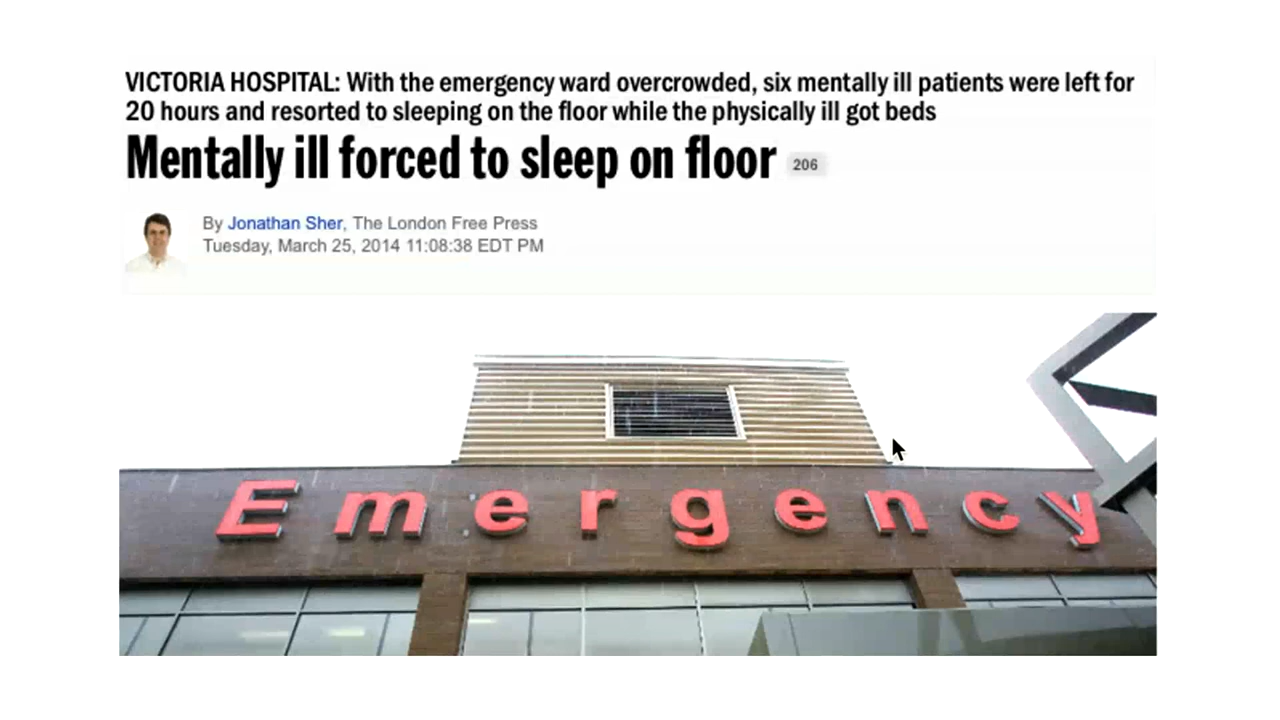 VICTORIA HOSPITAL: With the emergency ward overcrowded, six mentally ill patients were left for
20 hours and resorted to sleeping on the floor while the physically ill got beds
Mentally ill forced to sleep on floor 206
By Jonathan Sher, The London Free Press
Tuesday, March 25, 2014 11:08:38 EDT PM
Emergency